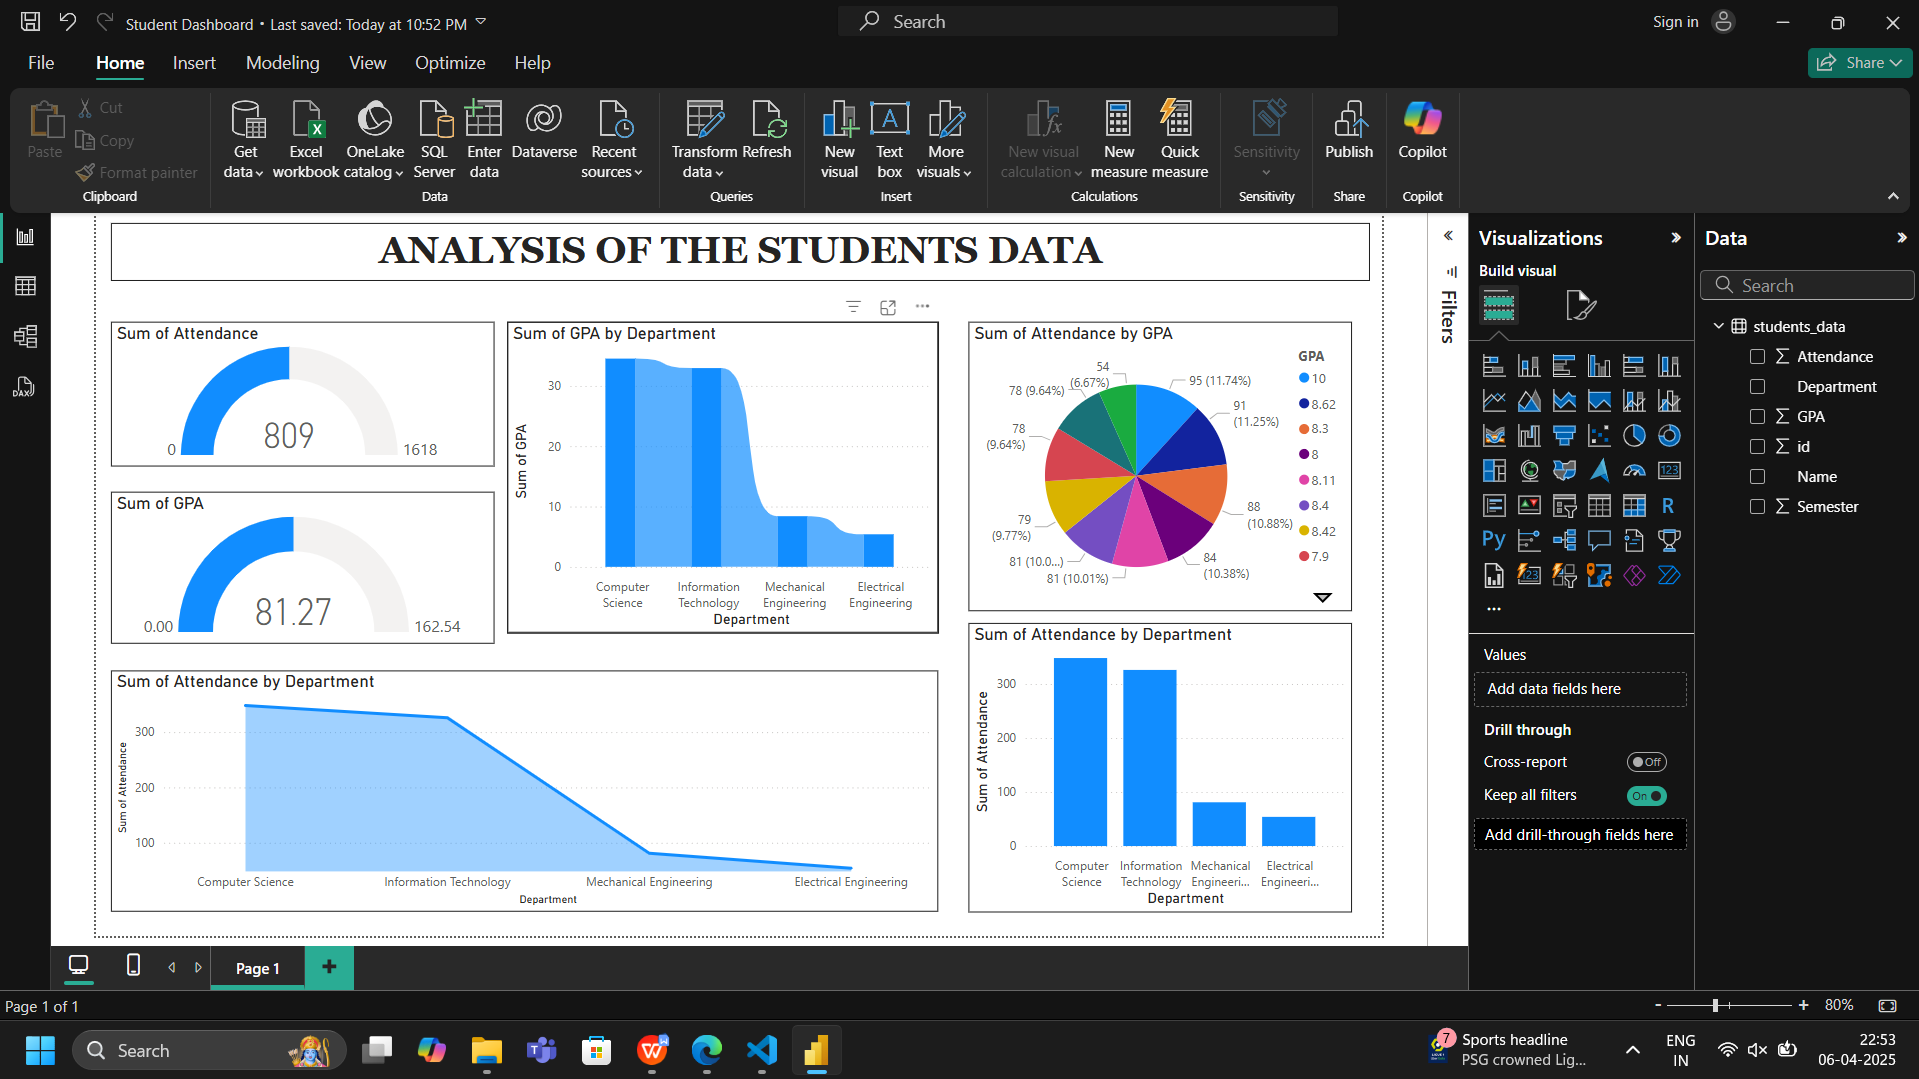 Student Dashboard • Last saved: Today at 10:52 PM
Search
Sign in
File
Home
Insert
Modeling
View
Optimize
Help
Share
Paste
Cut
Copy
Format painter
Clipboard
Get data
Excel workbook
OneLake catalog
SQL Server
Enter data
Dataverse
Recent sources
Data
Transform data
Refresh
Queries
New visual
Text box
More visuals
Insert
New visual calculation
New measure
Quick measure
Calculations
Sensitivity
Sensitivity
Publish
Share
Copilot
Copilot
ANALYSIS OF THE STUDENTS DATA
Sum of Attendance
809
0
1618
Sum of GPA
81.27
0.00
162.54
Sum of GPA by Department
Sum of GPA
30
20
10
0
Computer Science
Information Technology
Mechanical Engineering
Electrical Engineering
Department
Sum of Attendance by GPA
95 (11.74%)
91 (11.25%)
88 (10.88%)
84 (10.38%)
81 (10.01%)
81 (10.0...)
79 (9.77%)
78 (9.64%)
78 (9.64%)
54 (6.67%)
GPA
10
8.62
8.3
8
8.11
8.4
8.42
7.9
Sum of Attendance by Department
Sum of Attendance
300
200
100
Computer Science
Information Technology
Mechanical Engineering
Electrical Engineering
Department
Sum of Attendance by Department
Sum of Attendance
300
200
100
0
Computer Science
Information Technology
Mechanical Engineeri...
Electrical Engineeri...
Department
Filters
Visualizations
Build visual
123
R
Py
123
Values
Add data fields here
Drill through
Cross-report
Off
Keep all filters
On
Add drill-through fields here
Data
Search
students_data
Attendance
Department
GPA
id
Name
Semester
DAX
Page 1
Page 1 of 1
80%
Search
7
Sports headline
PSG crowned Lig...
ENG
IN
22:53
06-04-2025